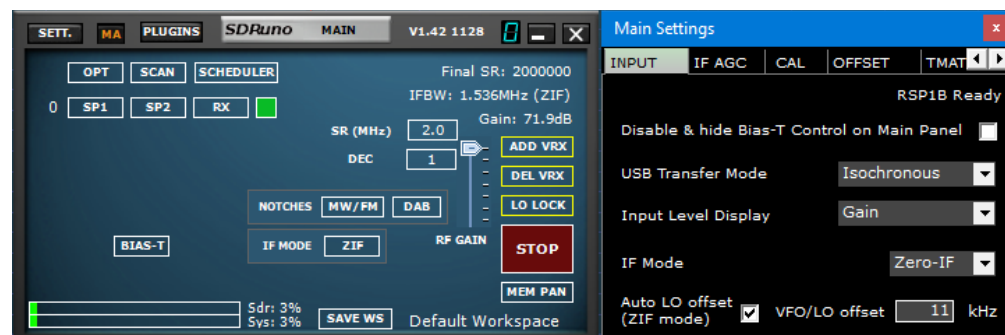 SETT. MA PLUGINS SDRuno MAIN V1.42 1128
OPT SCAN SCHEDULER Final SR: 2000000
IFBW: 1.536MHz (ZIF)
0 SP1 SP2 RX Gain: 71.9dB
SR (MHz) 2.0
ADD VRX
DEC 1
DEL VRX
NOTCHES MW/FM DAB LO LOCK
BIAS-T IF MODE ZIF RF GAIN STOP
MEM PAN
Sdr: 3%
Sys: 3% SAVE WS Default Workspace
Main Settings x
INPUT IF AGC CAL OFFSET TMAT
RSP1B Ready
Disable & hide Bias-T Control on Main Panel
USB Transfer Mode Isochronous
Input Level Display Gain
IF Mode Zero-IF
Auto LO offset
(ZIF mode) VFO/LO offset 11 kHz